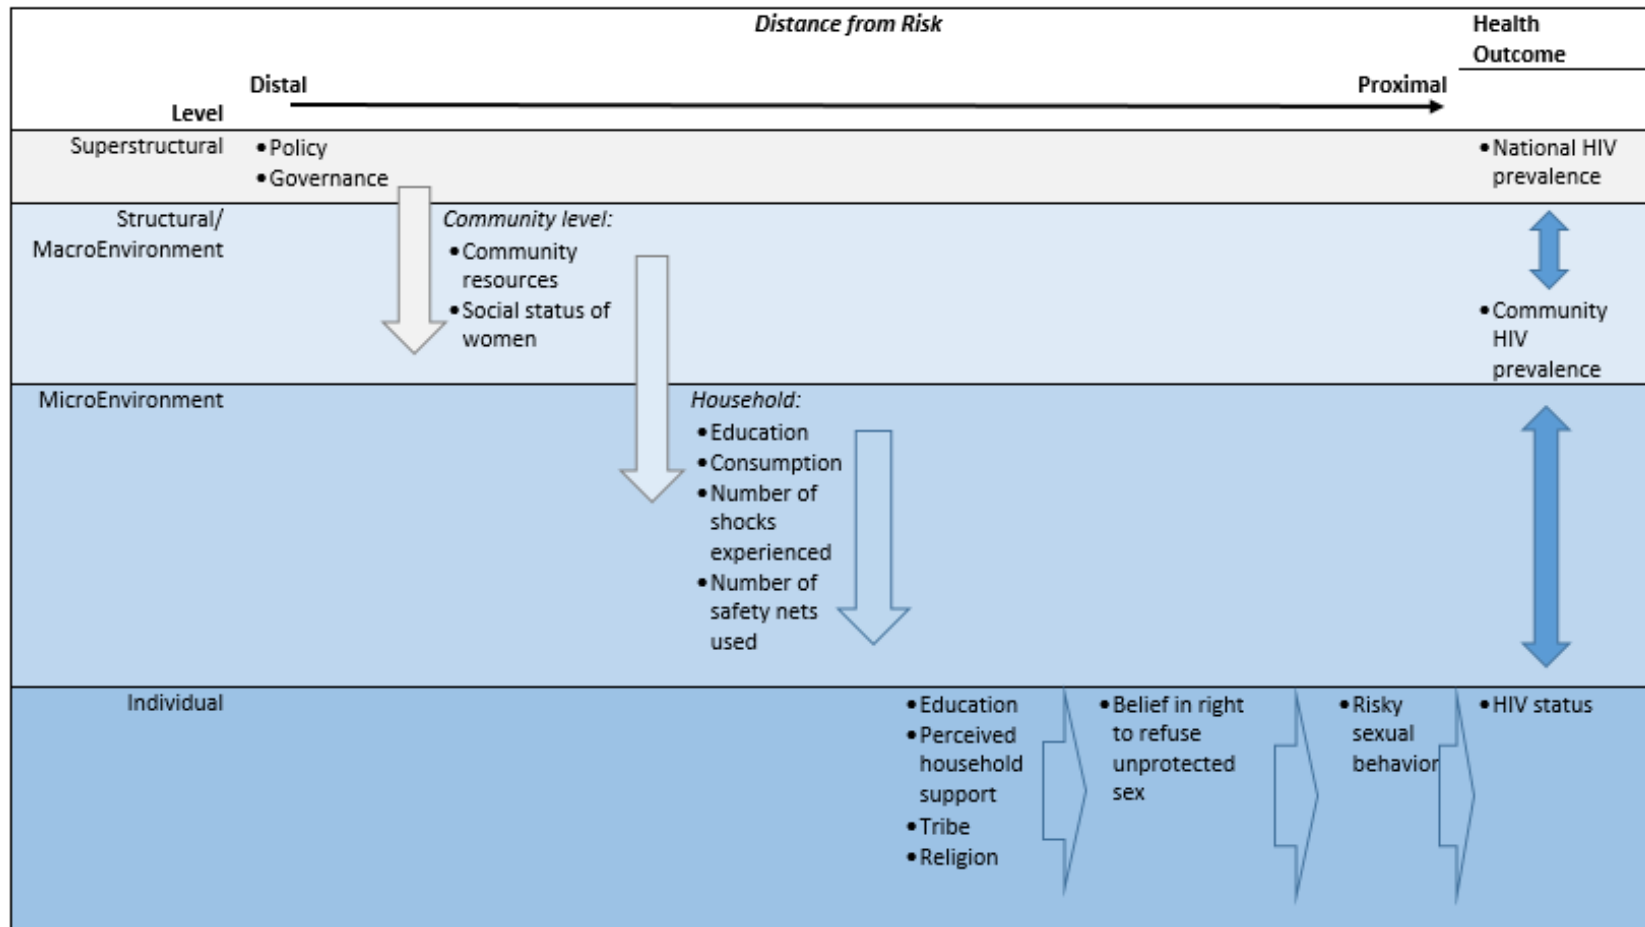 Distance from Risk
Health
Outcome
Distal
Proximal
Level
Superstructural
•Policy
•Governance
•National HIV
prevalence
Structural/
MacroEnvironment
Community level:
•Community
resources
•Social status of
women
•Community
HIV
prevalence
MicroEnvironment
Household:
•Education
•Consumption
•Number of
shocks
experienced
•Number of
safety nets
used
Individual
•Education
•Perceived
household
support
•Tribe
•Religion
•Belief in right
to refuse
unprotected
sex
•Risky
sexual
behavior
•HIV status